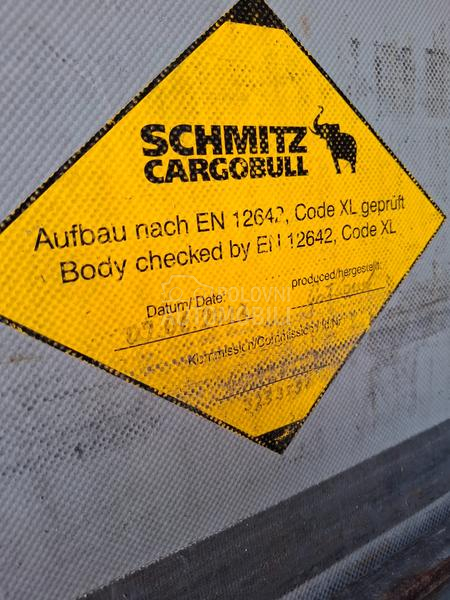 SCHMITZ
CARGOBULL
Aufbau nach EN 12642, Code XL geprüft
Body checked by EN 12642, Code XL
Datum/ Date: produced/hergestellt:
Kommission/Commission Nr.